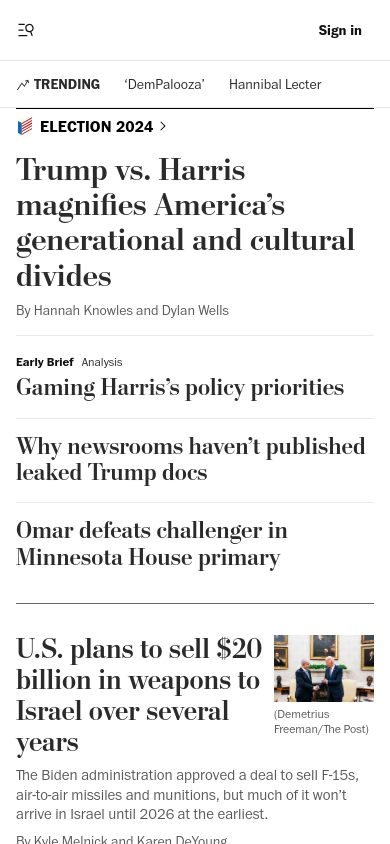 Sign in
TRENDING ‘DemPalooza’ Hannibal Lecter
ELECTION 2024
Trump vs. Harris
magnifies America’s
generational and cultural
divides
By Hannah Knowles and Dylan Wells
Early Brief Analysis
Gaming Harris’s policy priorities
Why newsrooms haven’t published
leaked Trump docs
Omar defeats challenger in
Minnesota House primary
U.S. plans to sell $20
billion in weapons to
Israel over several
years
(Demetrius
Freeman/The Post)
The Biden administration approved a deal to sell F-15s,
air-to-air missiles and munitions, but much of it won’t
arrive in Israel until 2026 at the earliest.
By Kyle Melnick and Karen DeYoung